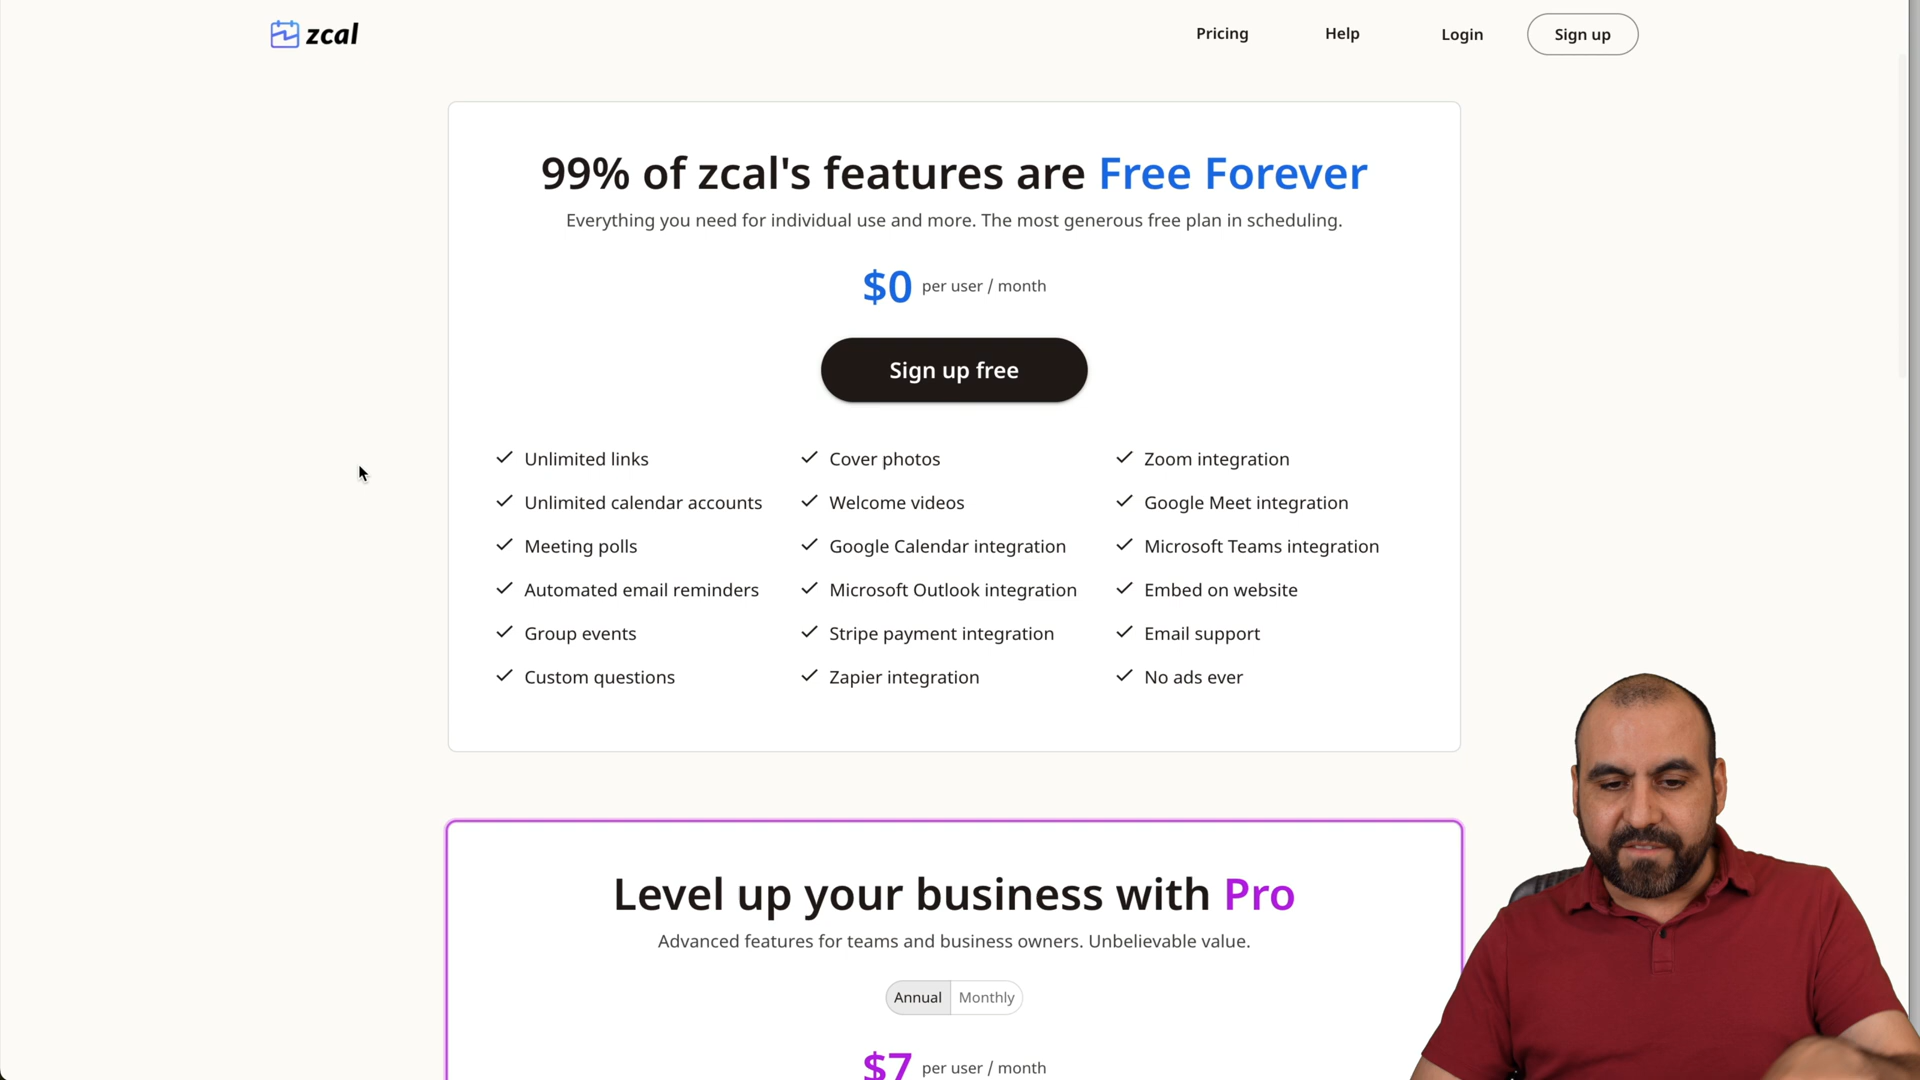 zcal
Pricing
Help
Login
Sign up
99% of zcal's features are Free Forever
Everything you need for individual use and more. The most generous free plan in scheduling.
$0 per user / month
Sign up free
Unlimited links
Unlimited calendar accounts
Meeting polls
Automated email reminders
Group events
Custom questions
Cover photos
Welcome videos
Google Calendar integration
Microsoft Outlook integration
Stripe payment integration
Zapier integration
Zoom integration
Google Meet integration
Microsoft Teams integration
Embed on website
Email support
No ads ever
Level up your business with Pro
Advanced features for teams and business owners. Unbelievable value.
Annual
Monthly
$7 per user / month